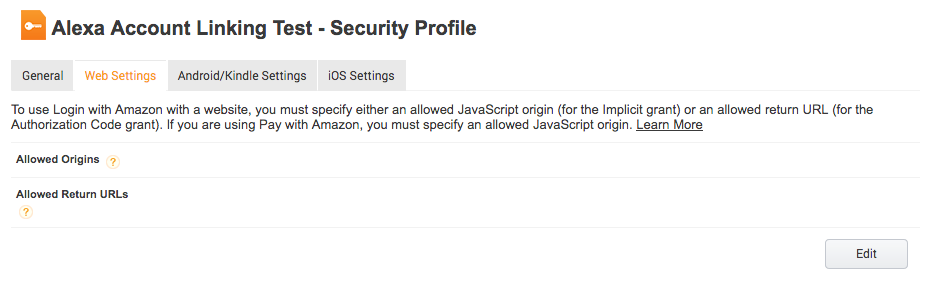 Alexa Account Linking Test - Security Profile
General Web Settings Android/Kindle Settings iOS Settings
To use Login with Amazon with a website, you must specify either an allowed JavaScript origin (for the Implicit grant) or an allowed return URL (for the
Authorization Code grant). If you are using Pay with Amazon, you must specify an allowed JavaScript origin. Learn More
Allowed Origins ?
Allowed Return URLs
?
Edit